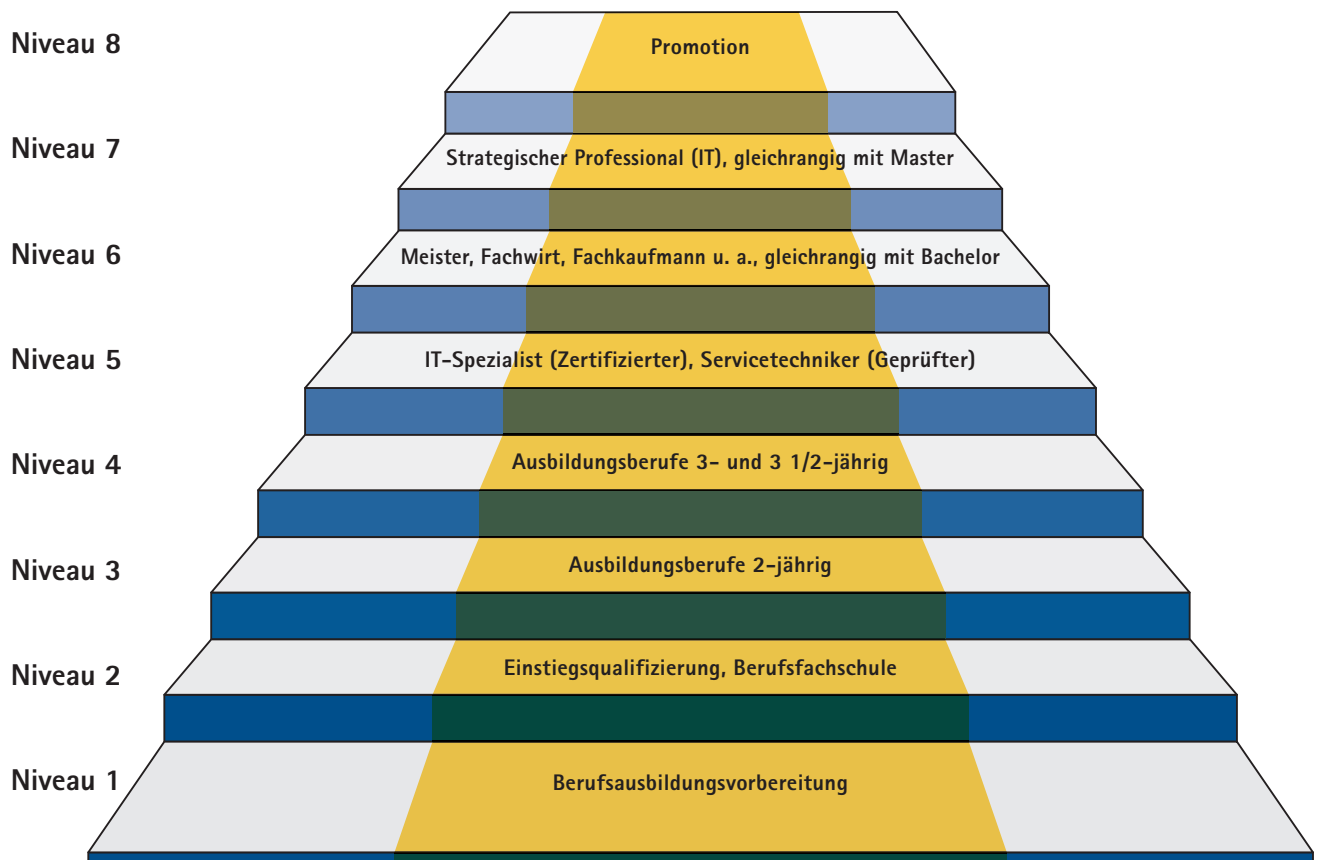 Niveau 8
Promotion
Niveau 7
Strategischer Professional (IT), gleichrangig mit Master
Niveau 6
Meister, Fachwirt, Fachkaufmann u. a., gleichrangig mit Bachelor
Niveau 5
IT-Spezialist (Zertifizierter), Servicetechniker (Geprüfter)
Niveau 4
Ausbildungsberufe 3- und 3 1/2-jährig
Niveau 3
Ausbildungsberufe 2-jährig
Niveau 2
Einstiegsqualifizierung, Berufsfachschule
Niveau 1
Berufsausbildungsvorbereitung